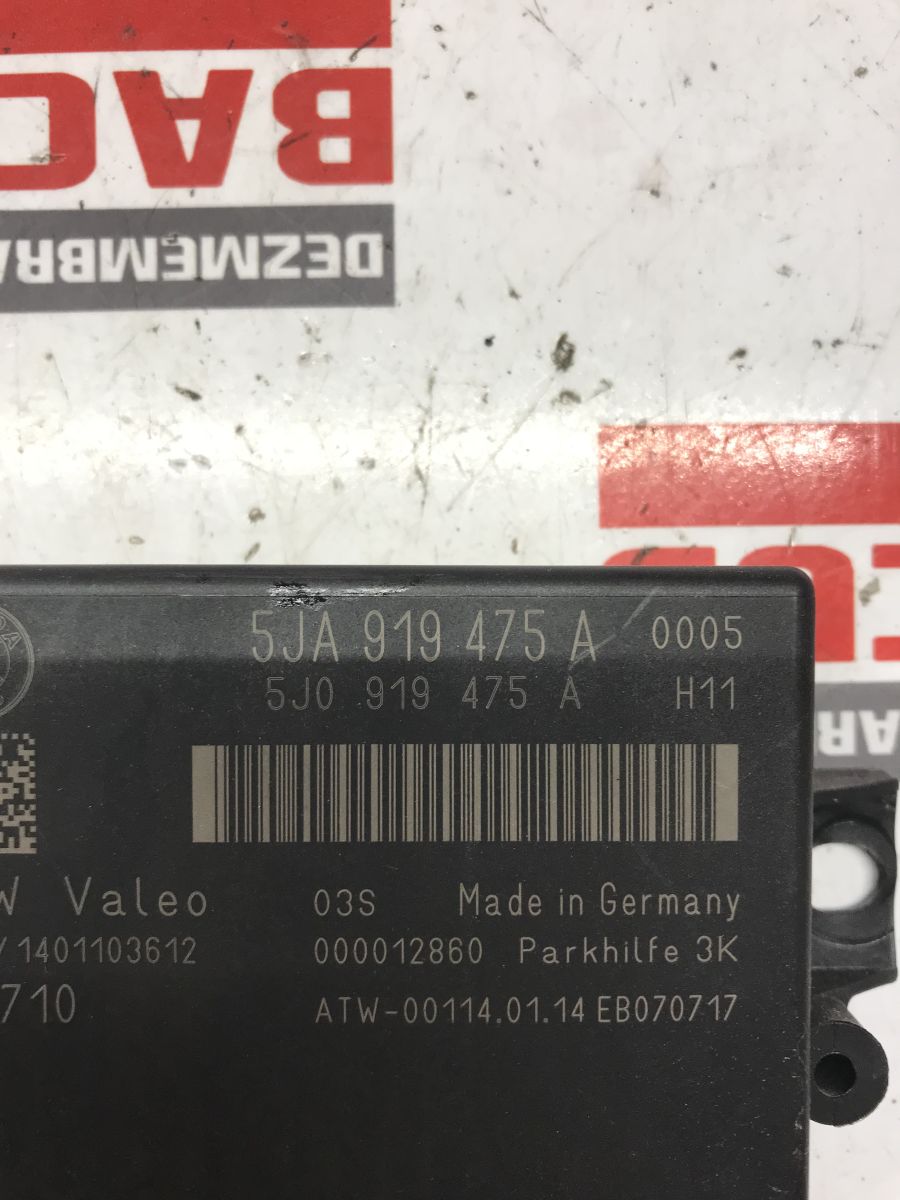 BAC
DEZMEMBRA
5JA 919 475 A 0005
5J0 919 475 A H11
Valeo 03S Made in Germany
/1401103612 000012860 Parkhilfe 3K
710 ATW-00114.01.14 EB070717